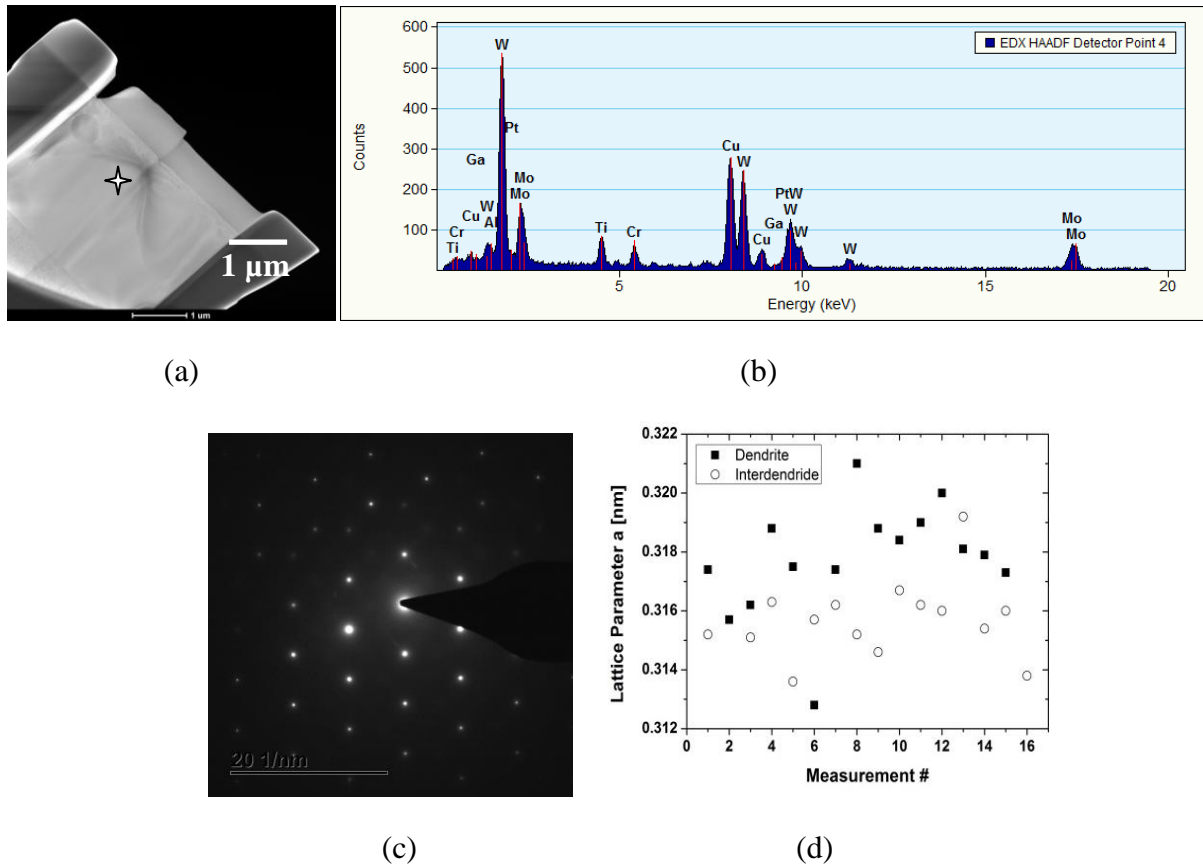 1 µm
1 um
(a)
600
500
400
300
200
100
Counts
EDX HAADF Detector Point 4
W
Pt
Ga
Mo
Mo
Cu
W
Al
Cr
Ti
Ti
Cr
Cu
W
Cu
Ga
PtW
W
W
W
Mo
Mo
5
10
15
20
Energy (keV)
(b)
20 1/nm
(c)
0.322
0.320
0.318
0.316
0.314
0.312
Lattice Parameter a [nm]
Dendrite
Interdendride
0
2
4
6
8
10
12
14
16
Measurement #
(d)